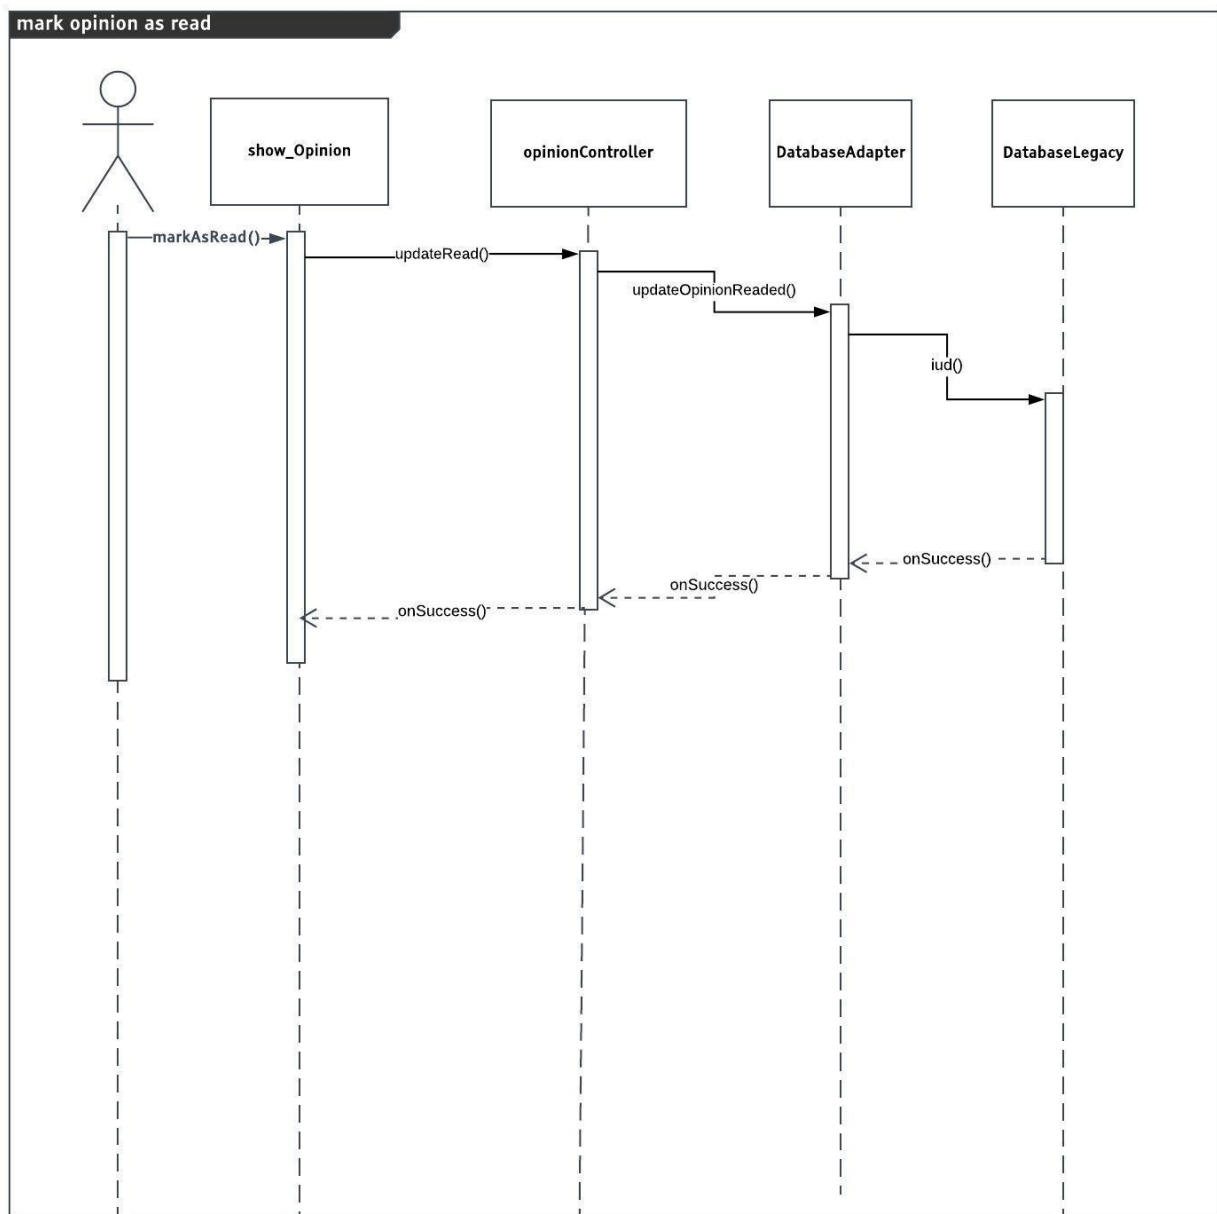 mark opinion as read
show_Opinion
opinionController
DatabaseAdapter
DatabaseLegacy
markAsRead()
updateRead()
updateOpinionReaded()
iud()
onSuccess()
onSuccess()
onSuccess()